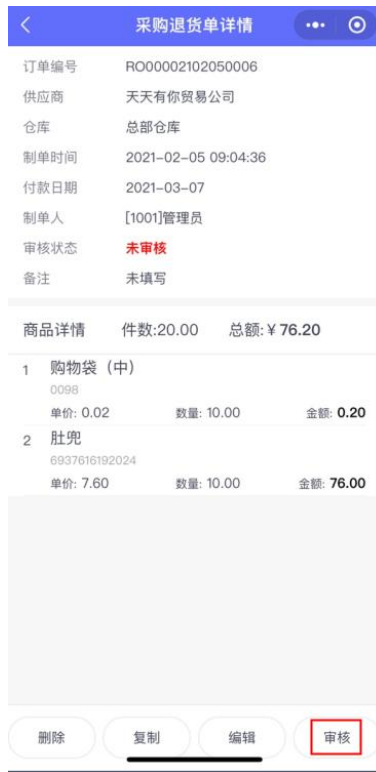 采购退货单详情
订单编号 RO00002102050006
供应商 天天有你贸易公司
仓库 总部仓库
制单时间 2021-02-05 09:04:36
付款日期 2021-03-07
制单人 [1001]管理员
审核状态 未审核
备注 未填写
商品详情 件数:20.00 总额:¥76.20
1 购物袋（中）
0098
单价: 0.02 数量: 10.00 金额: 0.20
2 肚兜
6937616192024
单价: 7.60 数量: 10.00 金额: 76.00
删除 复制 编辑 审核